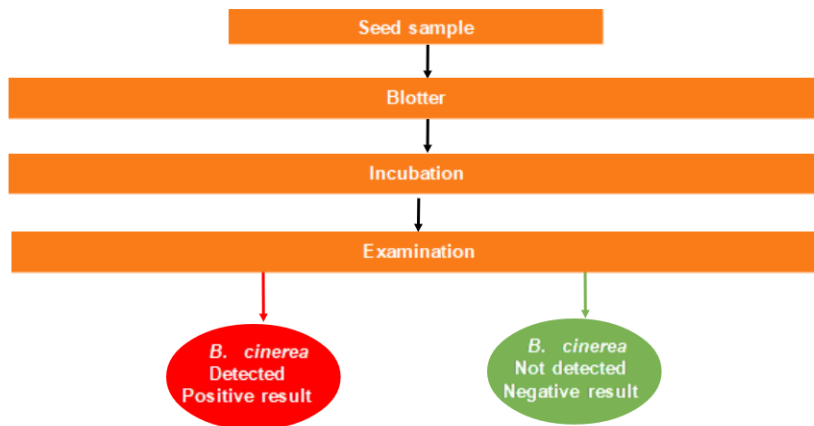 Seed sample
Blotter
Incubation
Examination
B. cinerea
Detected
Positive result
B. cinerea
Not detected
Negative result